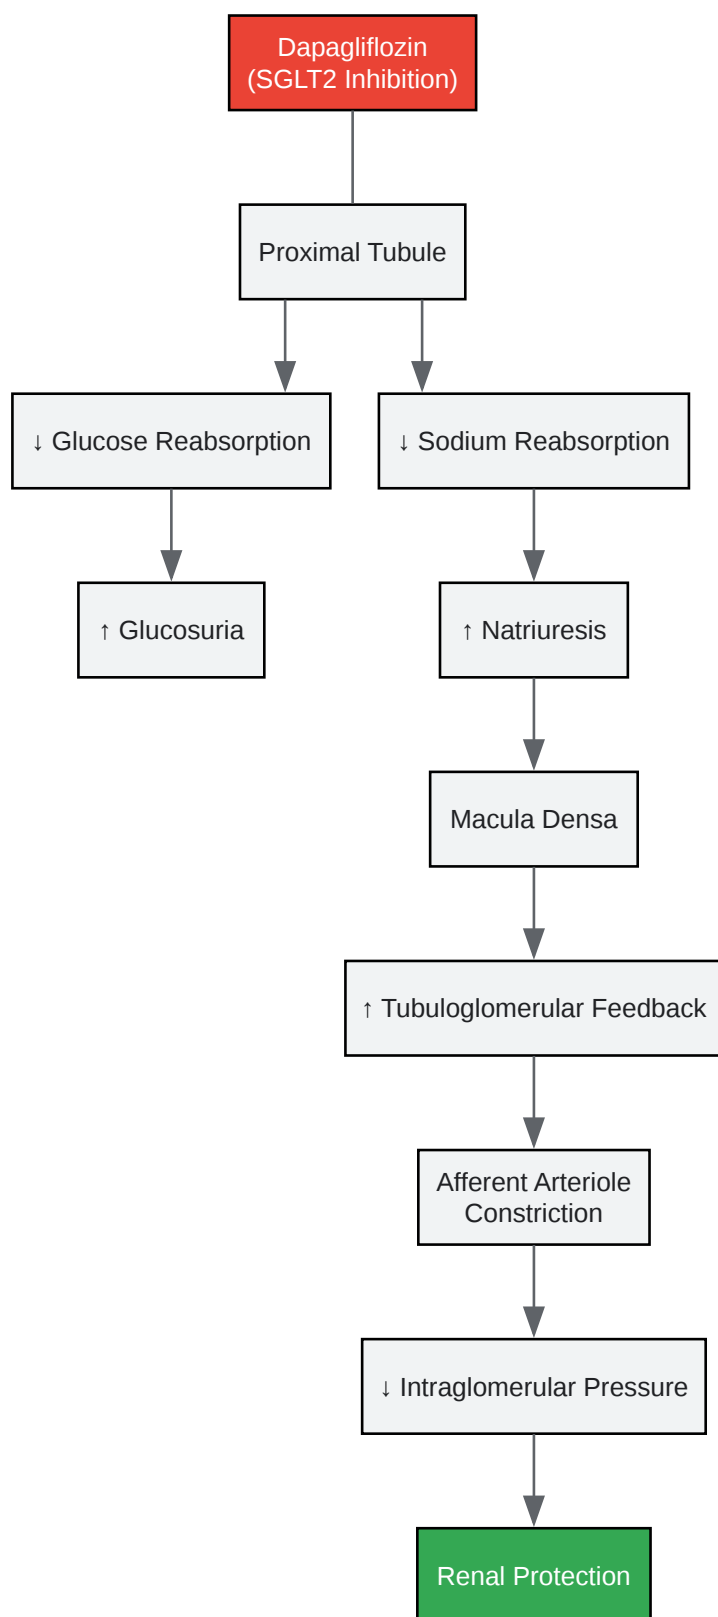 Dapagliflozin
(SGLT2 Inhibition)
Proximal Tubule
↓ Glucose Reabsorption
↓ Sodium Reabsorption
↑ Glucosuria
↑ Natriuresis
Macula Densa
↑ Tubuloglomerular Feedback
Afferent Arteriole
Constriction
↓ Intraglomerular Pressure
Renal Protection